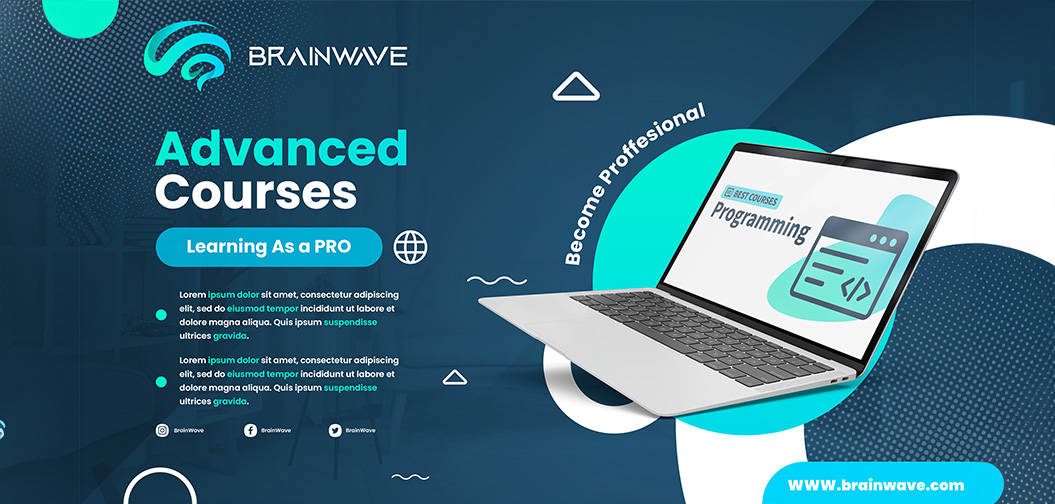 BRAINWAVE
Advanced
Courses
Learning As a PRO
Lorem ipsum dolor sit amet, consectetur adipiscing
elit, sed do eiusmod tempor incididunt ut labore et
dolore magna aliqua. Quis ipsum suspendisse
ultrices gravida.
Lorem ipsum dolor sit amet, consectetur adipiscing
elit, sed do eiusmod tempor incididunt ut labore et
dolore magna aliqua. Quis ipsum suspendisse
ultrices gravida.
BrainWave
BrainWave
BrainWave
Become Proffesional
BEST COURSES
Programming
WWW.brainwave.com